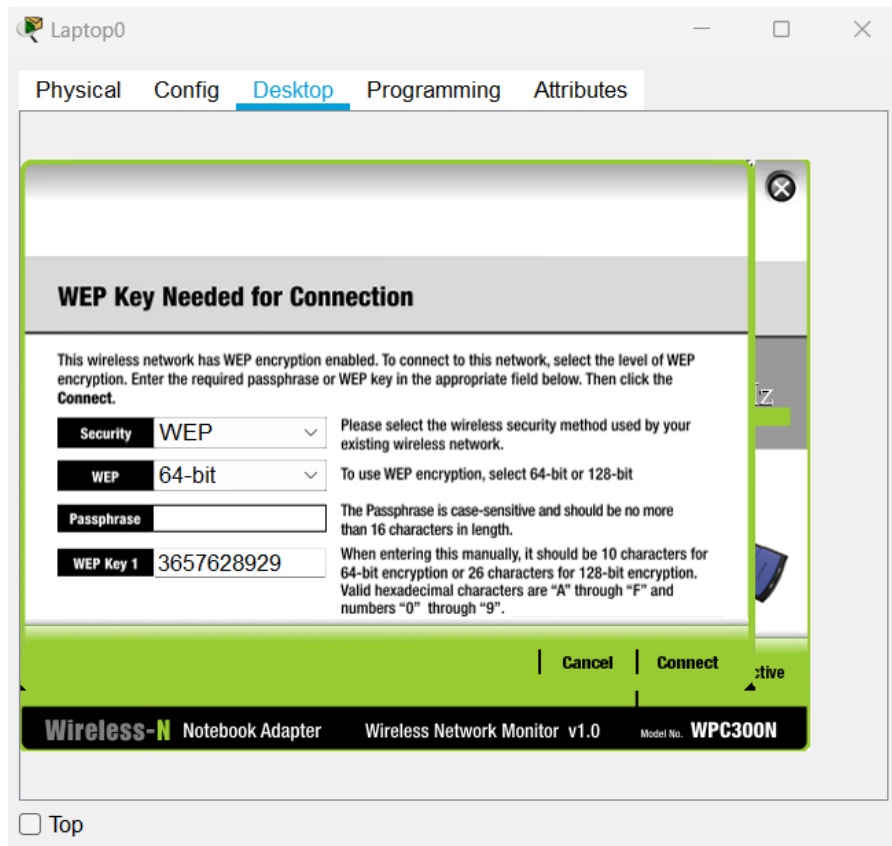 Laptop0
Physical Config Desktop Programming Attributes
WEP Key Needed for Connection
This wireless network has WEP encryption enabled. To connect to this network, select the level of WEP
encryption. Enter the required passphrase or WEP key in the appropriate field below. Then click the
Connect.
Security WEP
Please select the wireless security method used by your
existing wireless network.
WEP 64-bit
To use WEP encryption, select 64-bit or 128-bit
Passphrase
The Passphrase is case-sensitive and should be no more
than 16 characters in length.
WEP Key 1 3657628929
When entering this manually, it should be 10 characters for
64-bit encryption or 26 characters for 128-bit encryption.
Valid hexadecimal characters are “A” through “F” and
numbers “0” through “9”.
Cancel Connect
Wireless-N Notebook Adapter Wireless Network Monitor v1.0 Model No. WPC300N
Top